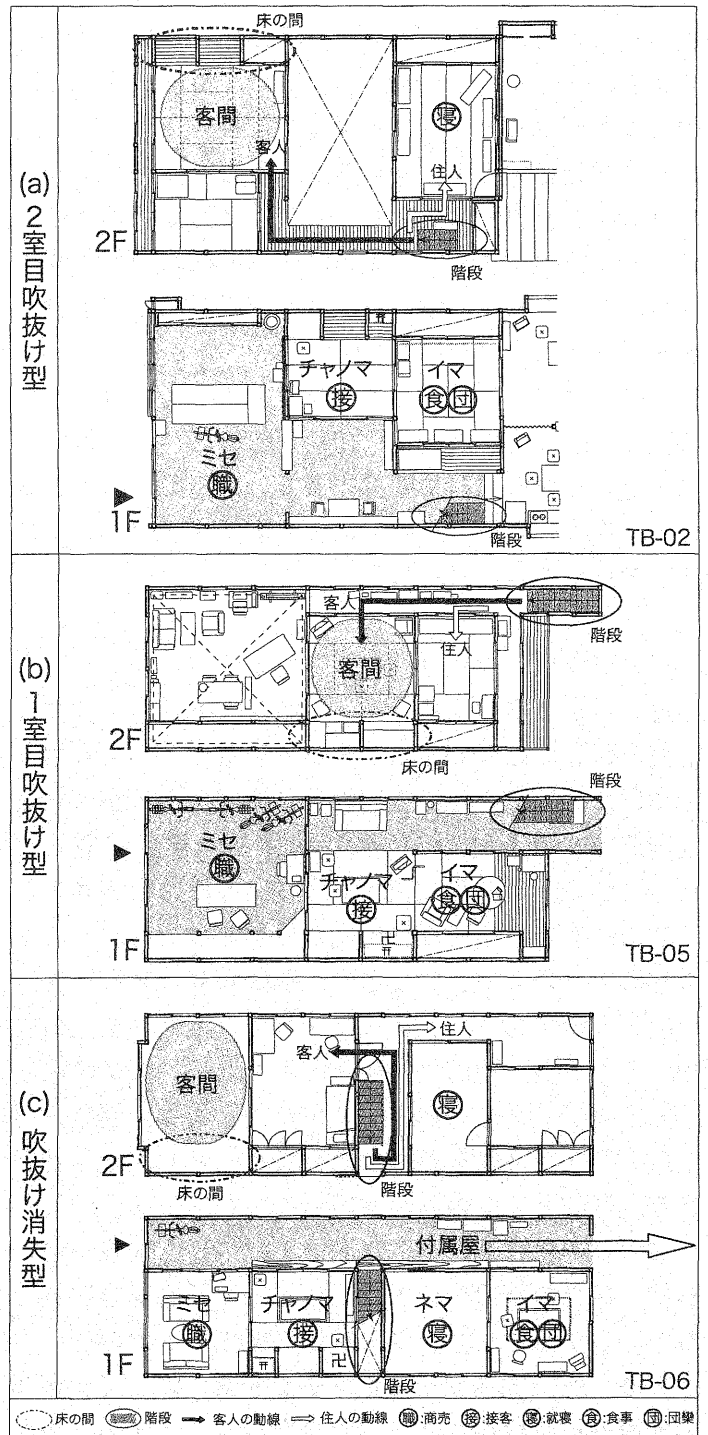 (a) 2室目吹抜け型
床の間
客間
客人
寝
住人
2F
階段
チャノマ
接
イマ
食 団
ミセ
職
1F
階段
TB-02
(b) 1室目吹抜け型
客人
階段
客間
住人
2F
床の間
階段
ミセ
職
チャノマ
接
イマ
食 団
1F
TB-05
(c) 吹抜け消失型
住人
客人
客間
寝
2F
床の間
階段
付属屋
ミセ
職
チャノマ
接
ネマ
寝
イマ
食 団
卍
1F
階段
TB-06
床の間 階段 客人の動線 住人の動線 職:商売 接:接客 寝:就寝 食:食事 団:団欒